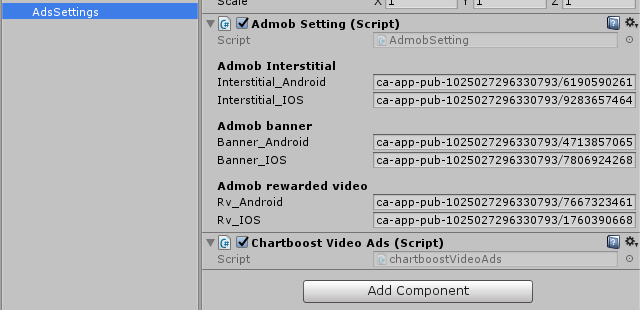 AdsSettings
Scale X 1 Y 1 Z 1
Admob Setting (Script)
Script AdmobSetting
Admob Interstitial
Interstitial_Android ca-app-pub-1025027296330793/6190590261
Interstitial_IOS ca-app-pub-1025027296330793/9283657464
Admob banner
Banner_Android ca-app-pub-1025027296330793/4713857065
Banner_IOS ca-app-pub-1025027296330793/7806924268
Admob rewarded video
Rv_Android ca-app-pub-1025027296330793/7667323461
Rv_IOS ca-app-pub-1025027296330793/1760390668
Chartboost Video Ads (Script)
Script chartboostVideoAds
Add Component